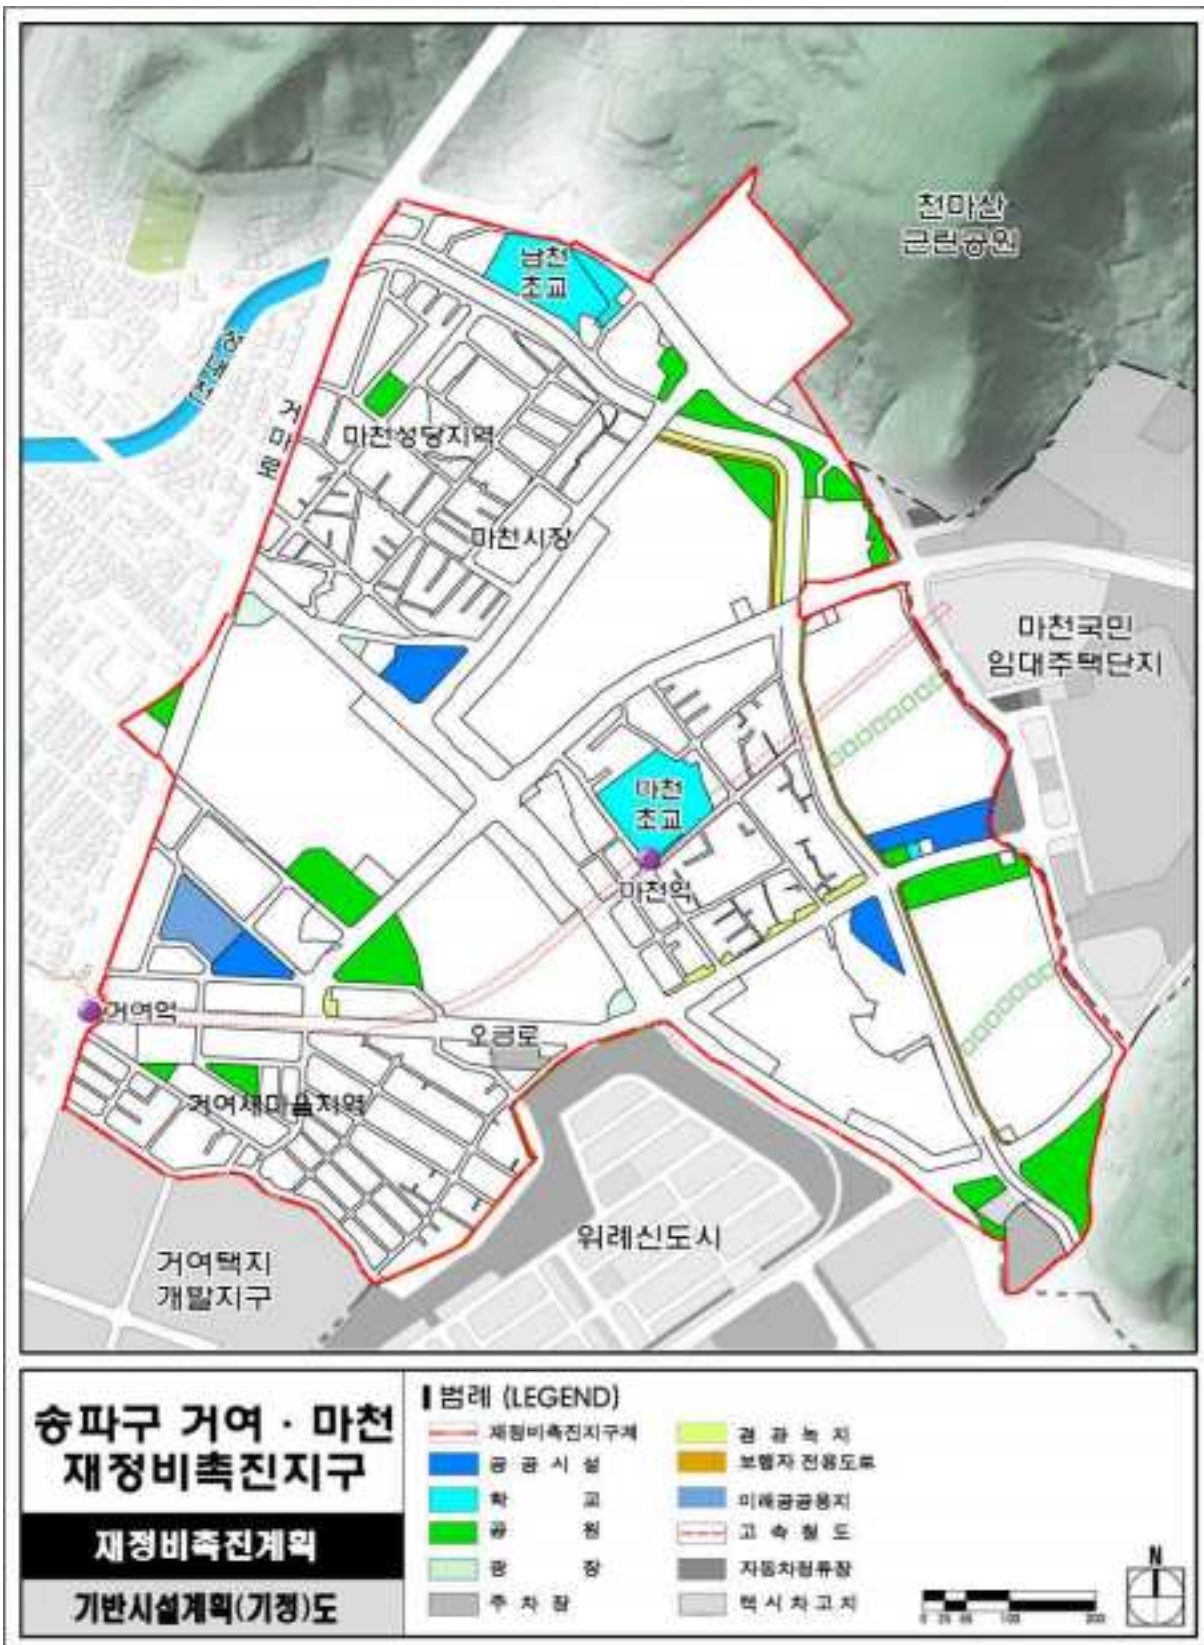 천마산
근린공원
남천
초교
성내천
거마로
마천성당지역
마천시장
마천국민
임대주택단지
마천
초교
마천역
거여역
오금로
거여새마을지역
위례신도시
거여택지
개발지구
송파구 거여 · 마천
재정비촉진지구
재정비촉진계획
기반시설계획(기정)도
범례 (LEGEND)
재정비촉진지구계
공 공 시 설
학 교
공 원
광 장
주 차 장
경 관 녹 지
보행자 전용도로
미래공공용지
고 속 철 도
자동차정류장
택 시 차 고 지
N
0 25 50 100 200